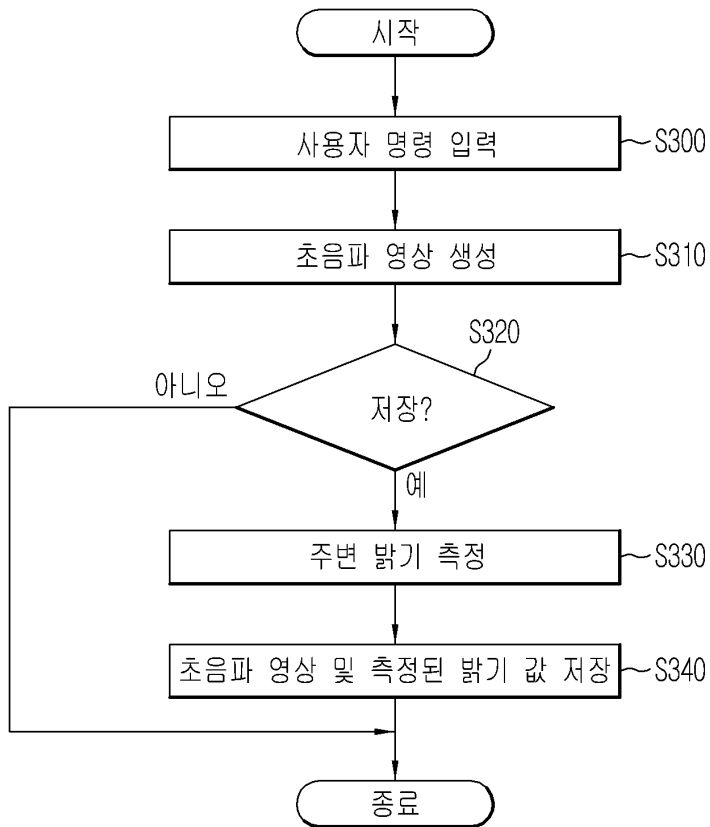 시작
사용자 명령 입력
S300
초음파 영상 생성
S310
S320
아니오
저장?
예
주변 밝기 측정
S330
초음파 영상 및 측정된 밝기 값 저장
S340
종료